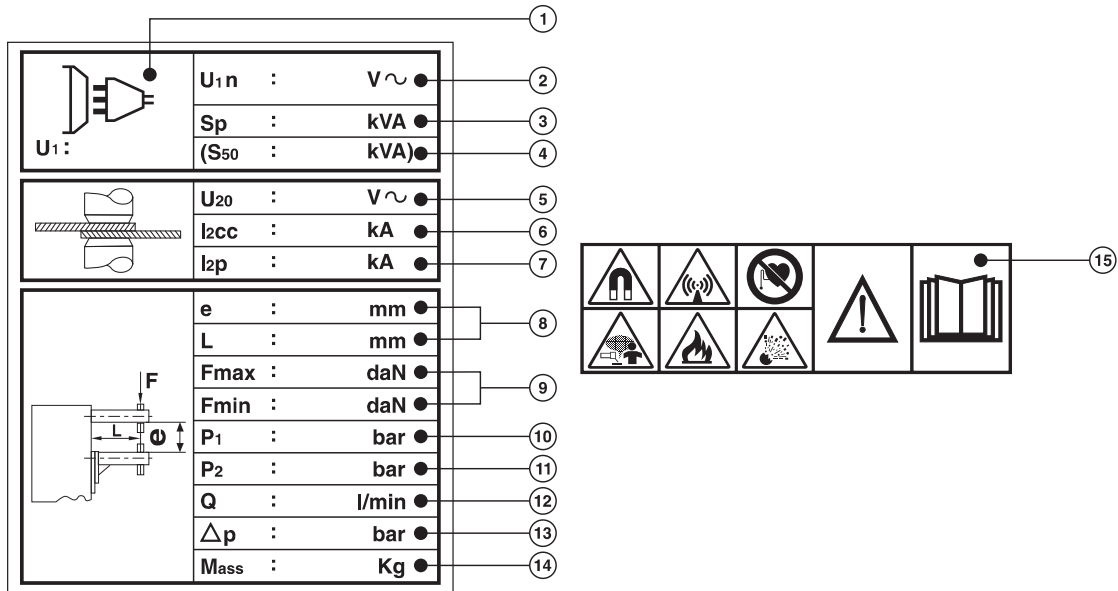 1
U1n : V~ 2
Sp : kVA 3
U1 :
(S50 : kVA) 4
U20 : V~ 5
I2cc : kA 6
I2p : kA 7
e : mm
8
L : mm
Fmax : daN
9
Fmin : daN
P1 : bar 10
P2 : bar 11
Q : l/min 12
△p : bar 13
Mass : Kg 14
F
L
e
15